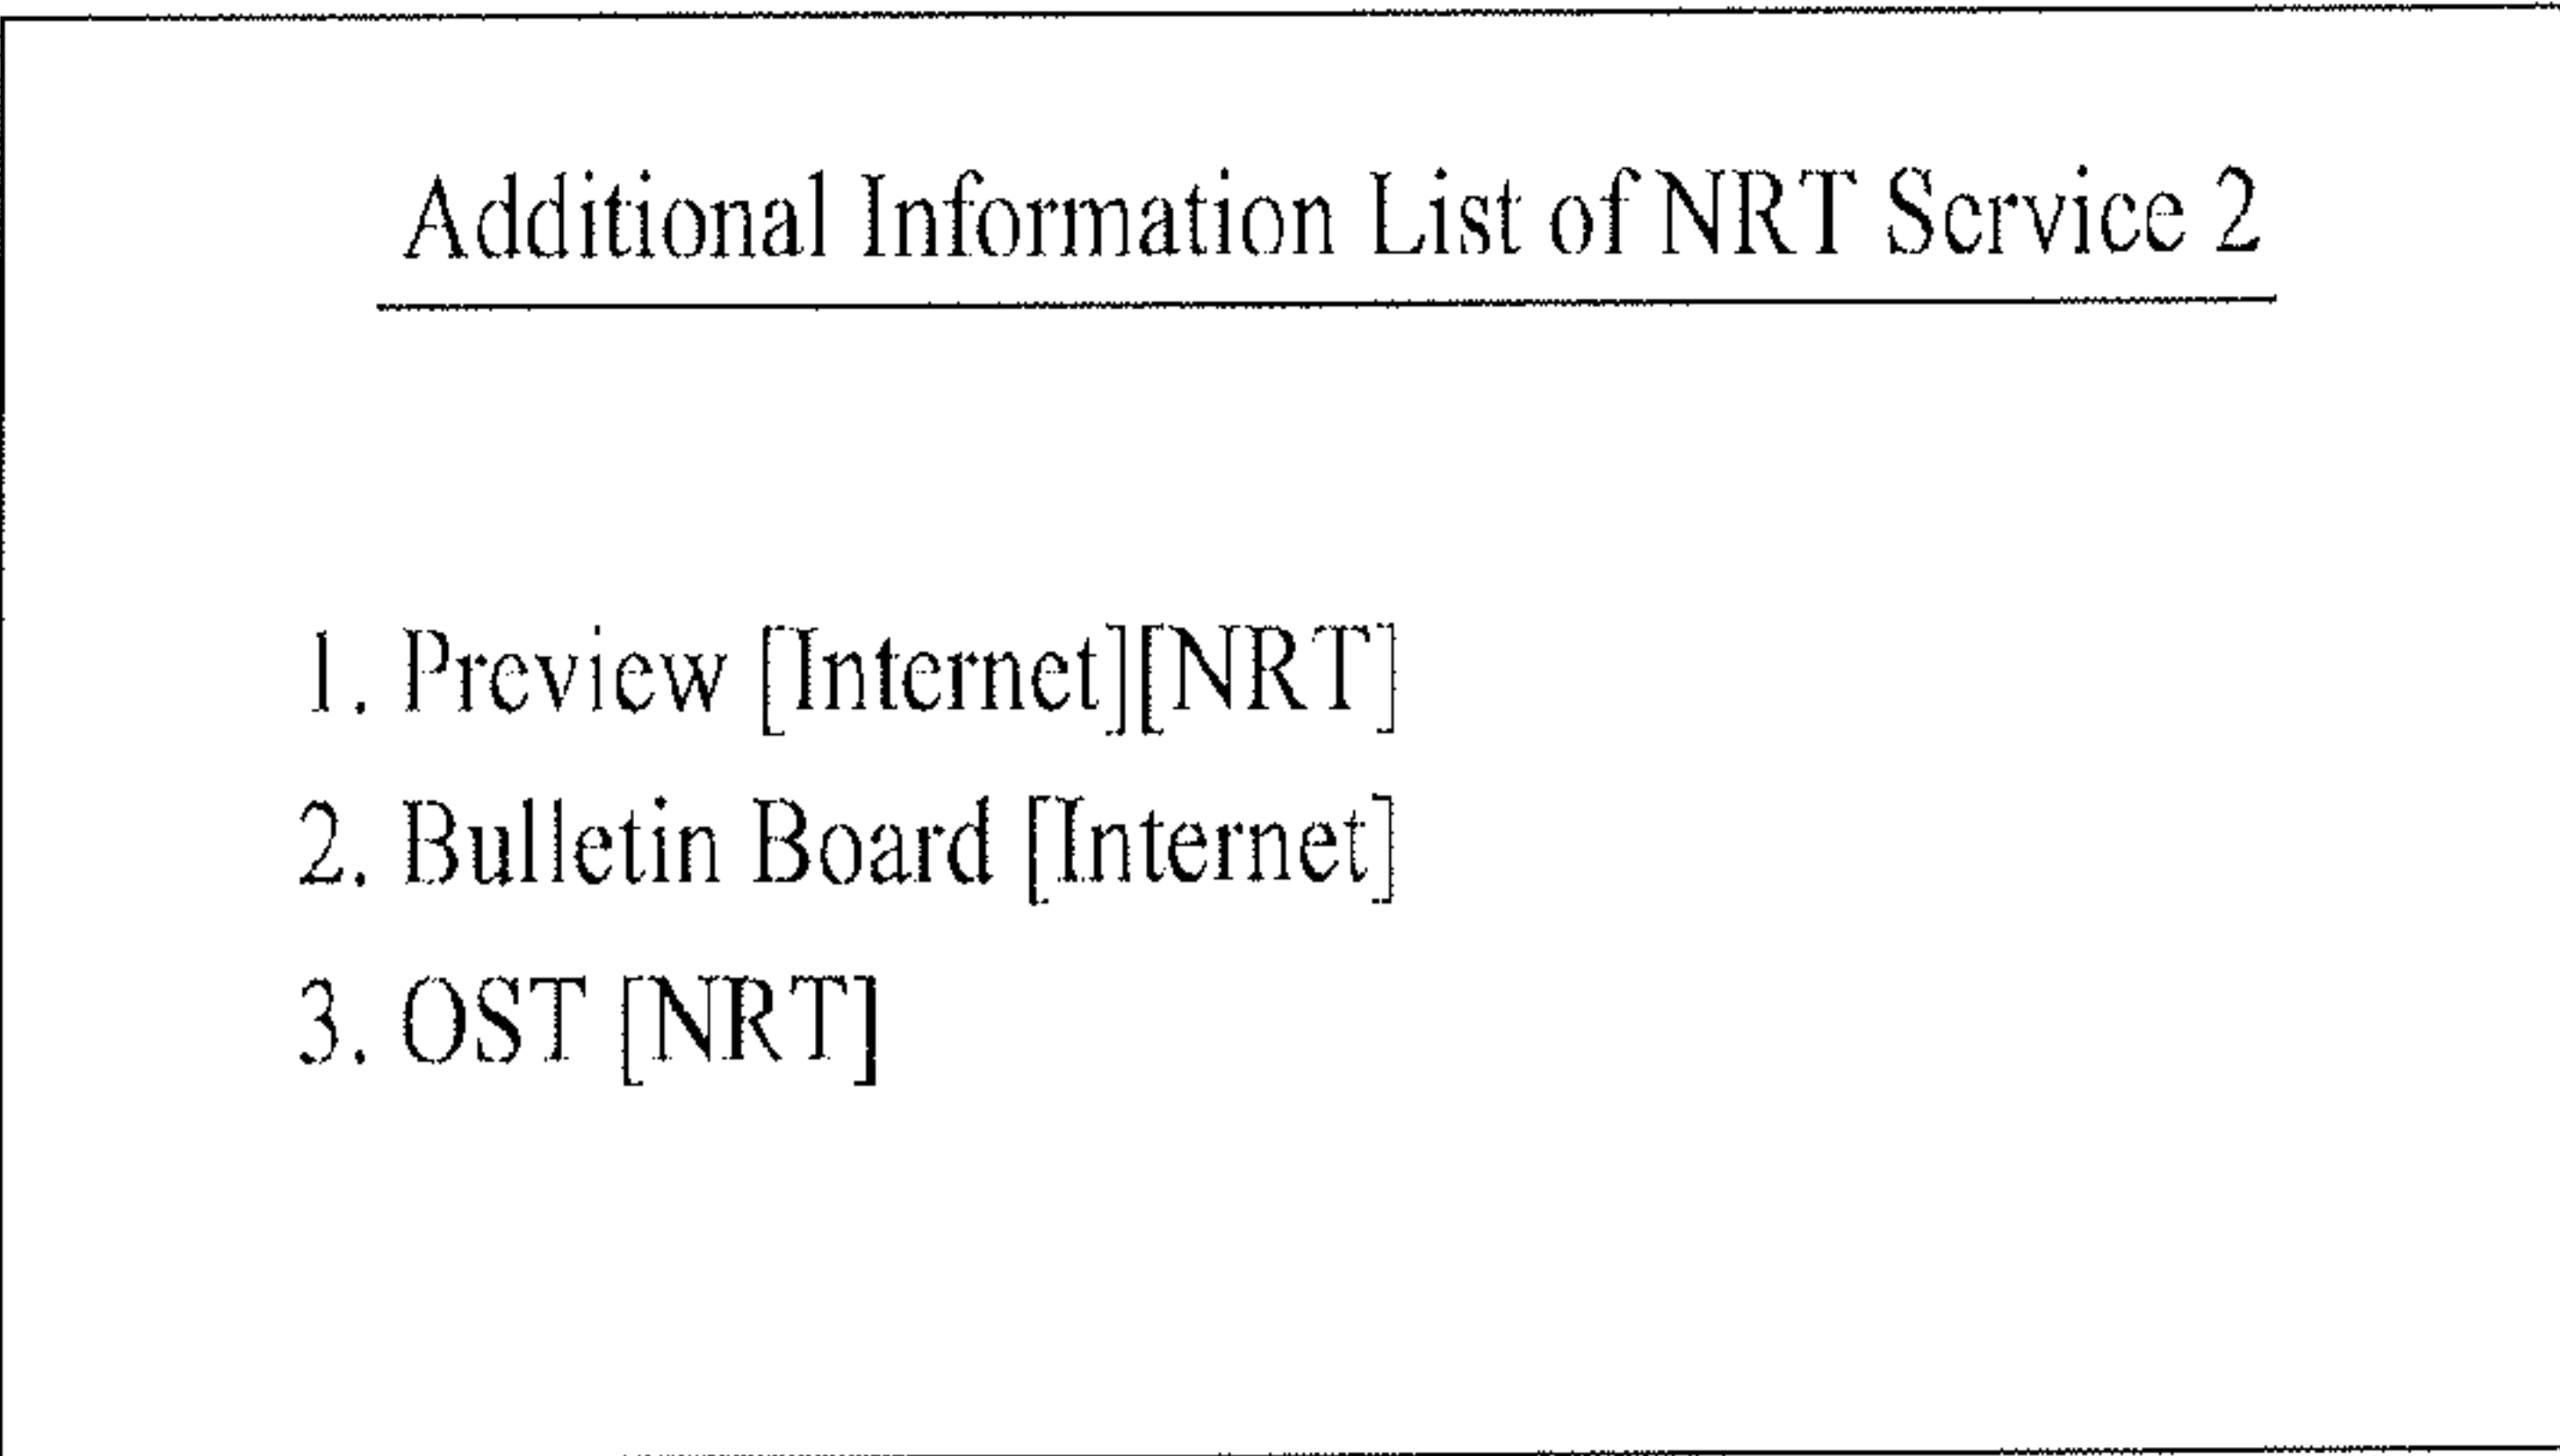 Additional Information List of NRT Service 2
1. Preview [Internet][NRT]
2. Bulletin Board [Internet]
3. OST [NRT]